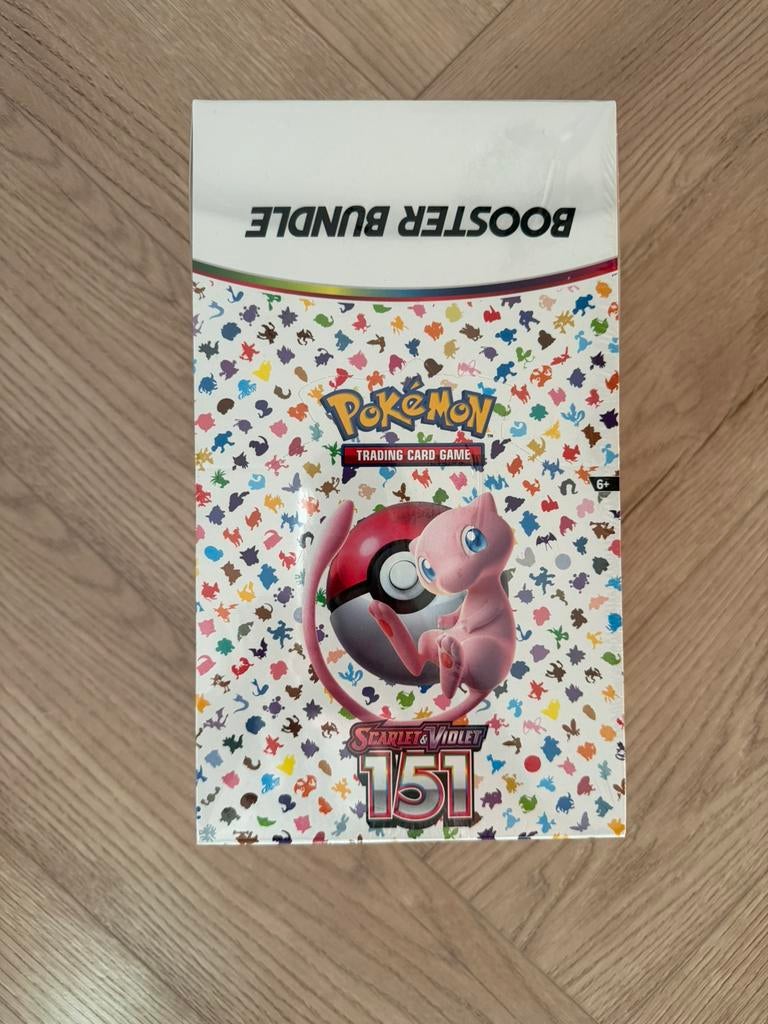 BOOSTER BUNDLE
POKéMON
TRADING CARD GAME
6+
SCARLET & VIOLET
151